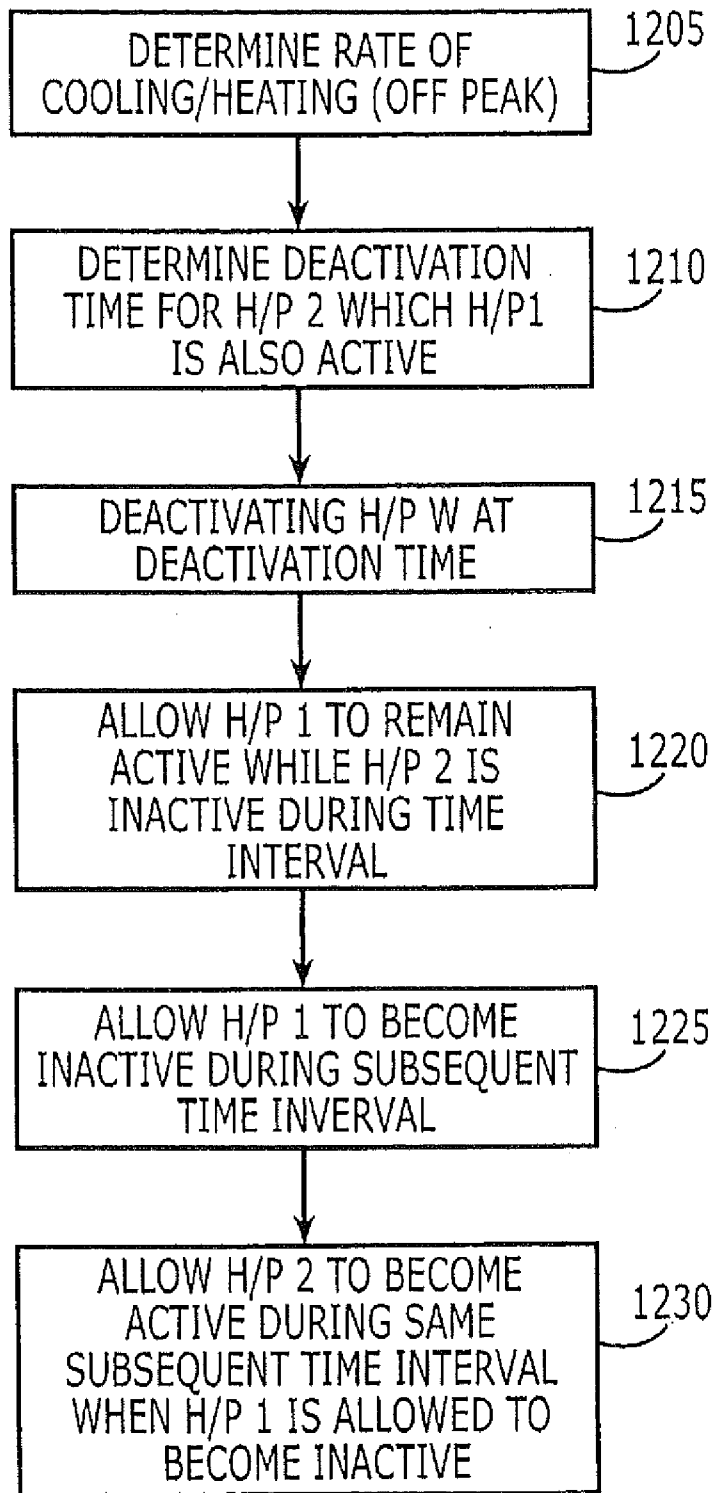 DETERMINE RATE OF
COOLING/HEATING (OFF PEAK)
1205
DETERMINE DEACTIVATION
TIME FOR H/P 2 WHICH H/P1
IS ALSO ACTIVE
1210
DEACTIVATING H/P W AT
DEACTIVATION TIME
1215
ALLOW H/P 1 TO REMAIN
ACTIVE WHILE H/P 2 IS
INACTIVE DURING TIME
INTERVAL
1220
ALLOW H/P 1 TO BECOME
INACTIVE DURING SUBSEQUENT
TIME INVERVAL
1225
ALLOW H/P 2 TO BECOME
ACTIVE DURING SAME
SUBSEQUENT TIME INTERVAL
WHEN H/P 1 IS ALLOWED TO
BECOME INACTIVE
1230